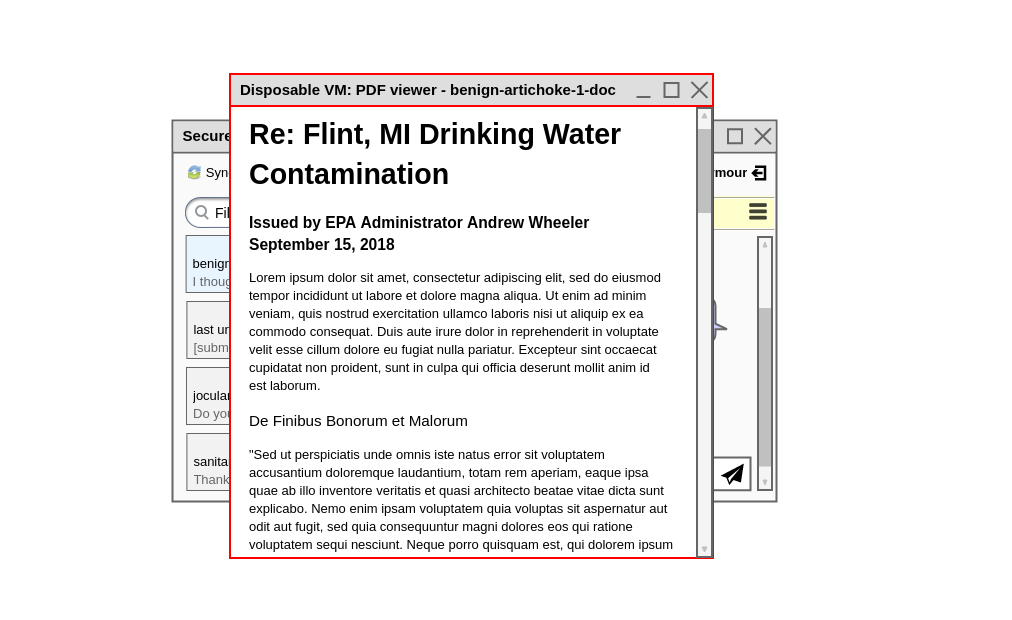 Disposable VM: PDF viewer - benign-artichoke-1-doc
Re: Flint, MI Drinking Water
Contamination
Issued by EPA Administrator Andrew Wheeler
September 15, 2018
Lorem ipsum dolor sit amet, consectetur adipiscing elit, sed do eiusmod
tempor incididunt ut labore et dolore magna aliqua. Ut enim ad minim
veniam, quis nostrud exercitation ullamco laboris nisi ut aliquip ex ea
commodo consequat. Duis aute irure dolor in reprehenderit in voluptate
velit esse cillum dolore eu fugiat nulla pariatur. Excepteur sint occaecat
cupidatat non proident, sunt in culpa qui officia deserunt mollit anim id
est laborum.
De Finibus Bonorum et Malorum
"Sed ut perspiciatis unde omnis iste natus error sit voluptatem
accusantium doloremque laudantium, totam rem aperiam, eaque ipsa
quae ab illo inventore veritatis et quasi architecto beatae vitae dicta sunt
explicabo. Nemo enim ipsam voluptatem quia voluptas sit aspernatur aut
odit aut fugit, sed quia consequuntur magni dolores eos qui ratione
voluptatem sequi nesciunt. Neque porro quisquam est, qui dolorem ipsum
Secure
Syn
mour
Fil
benign
I thoug
last ur
[subm
jocular
Do you
sanita
Thank